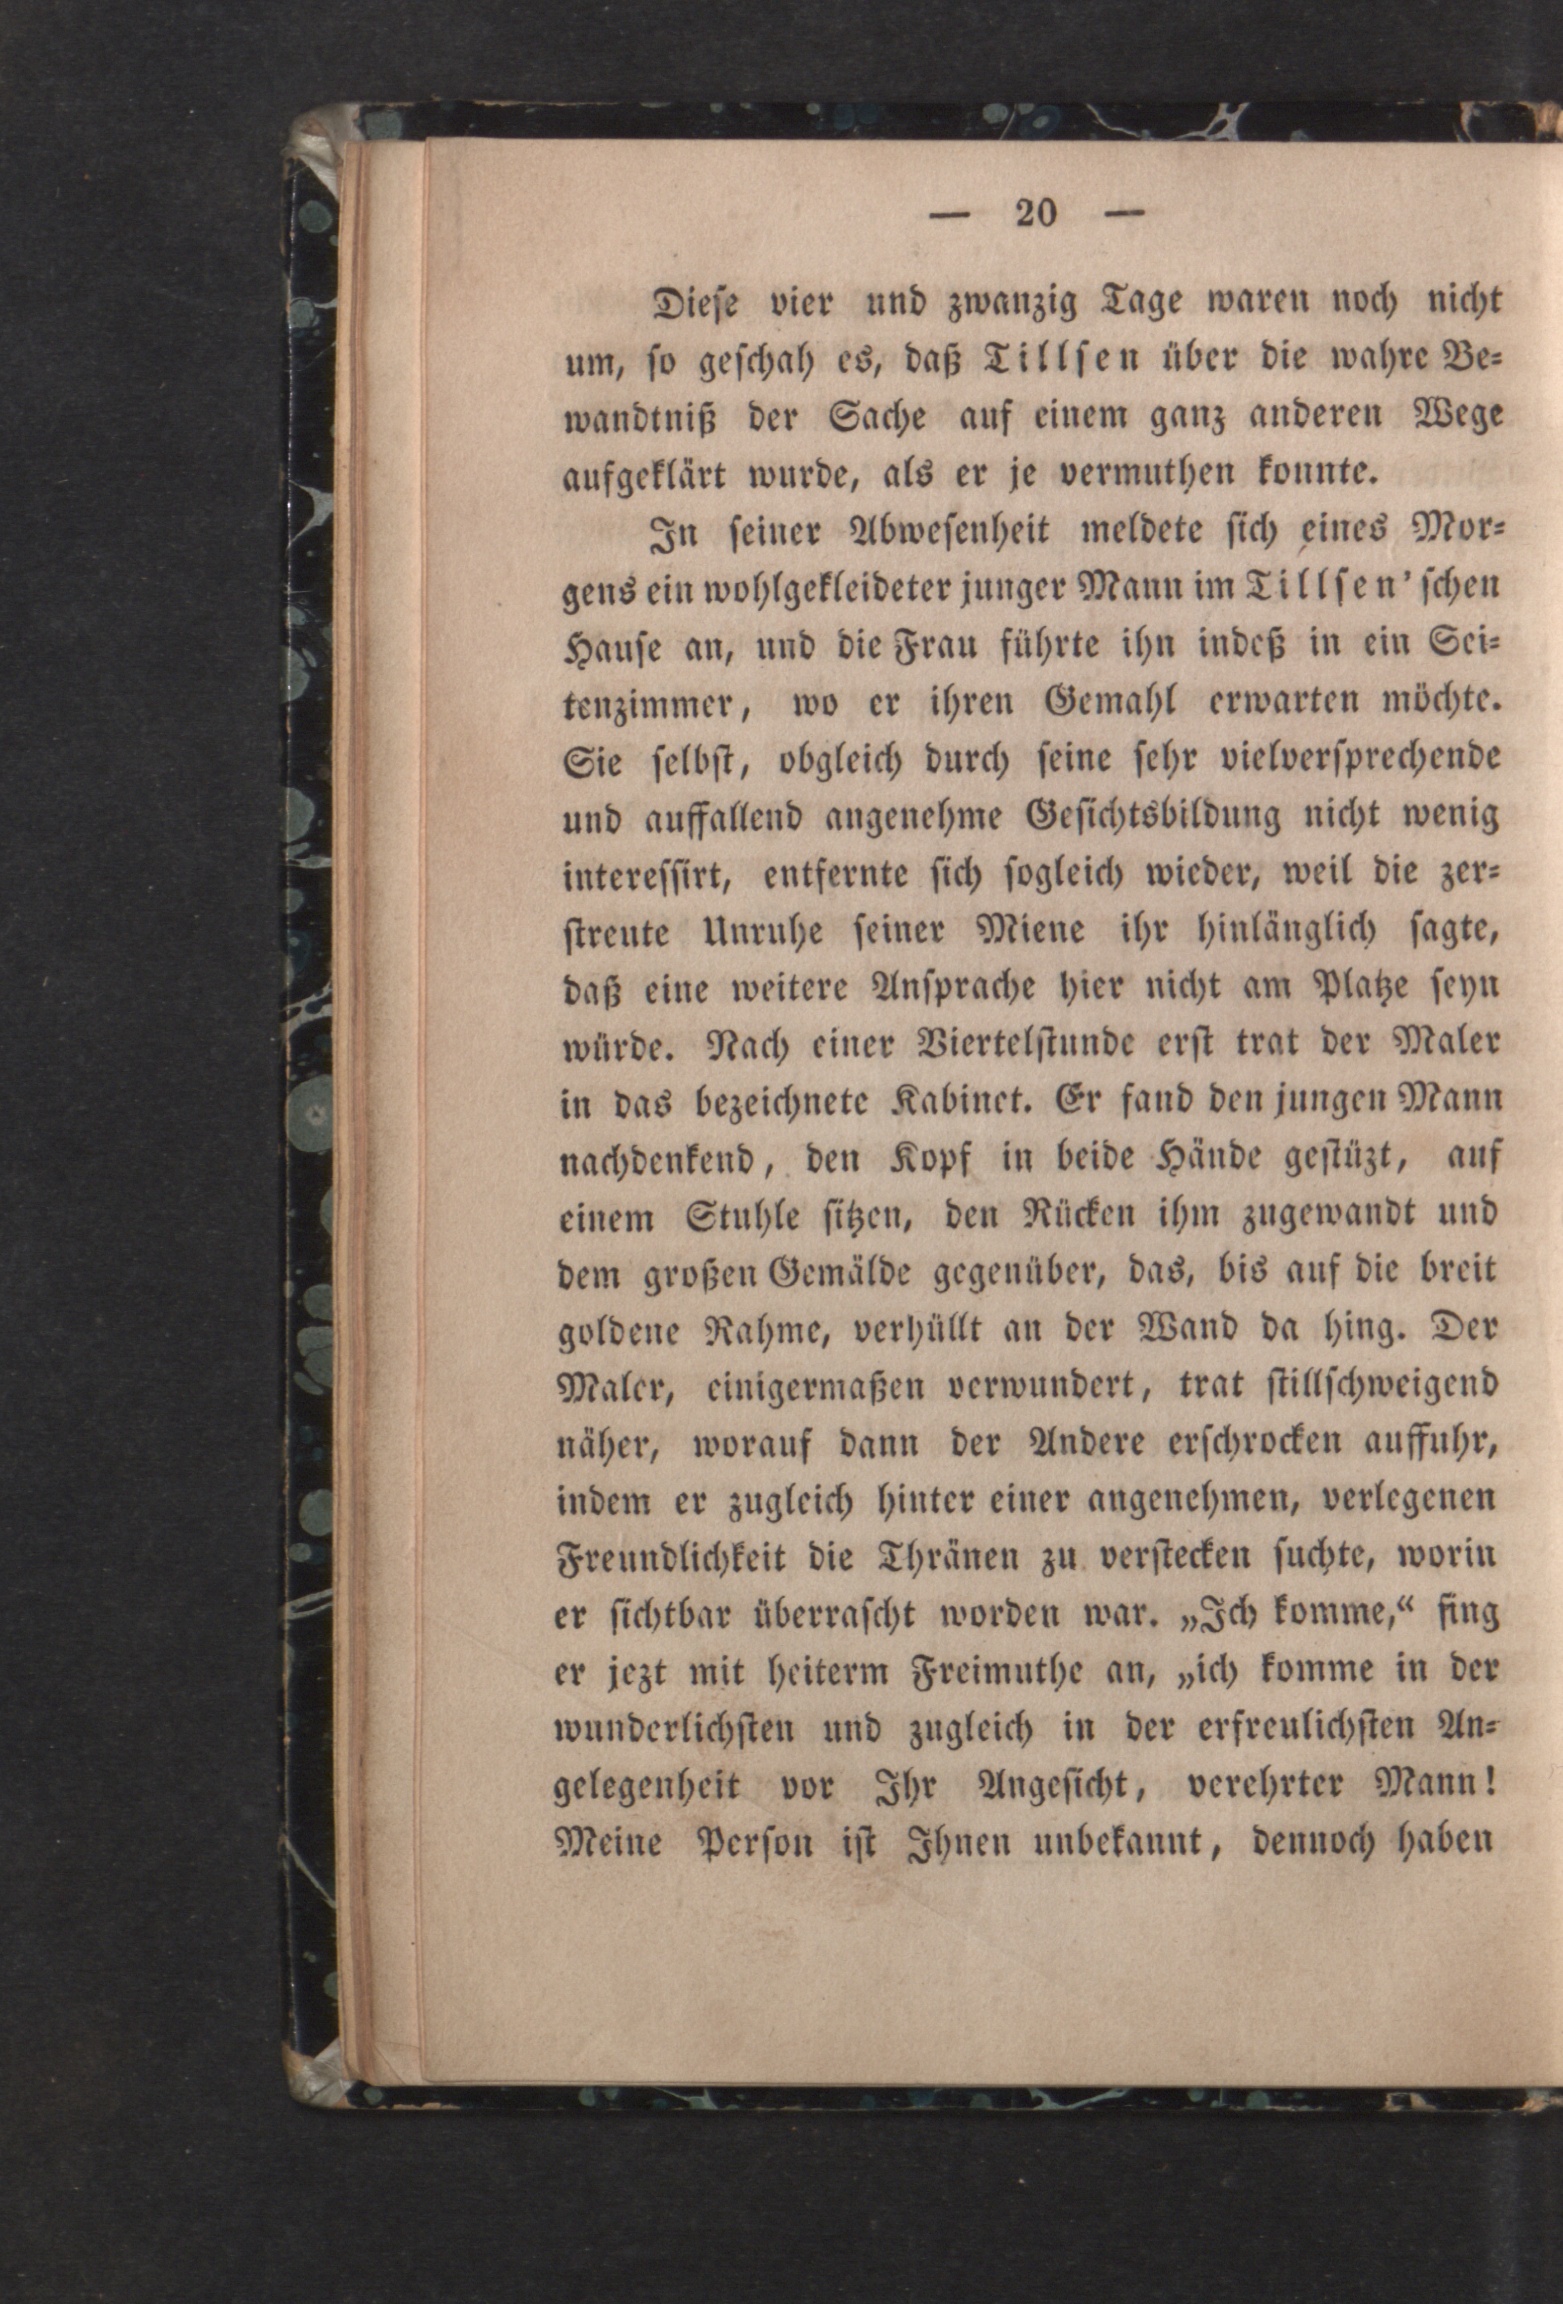 — 20 —
Dieſe vier und zwanzig Tage waren noch nicht
um, ſo geſchah es, daß Tillſen über die wahre Be-
wandtniß der Sache auf einem ganz anderen Wege
aufgeklärt wurde, als er je vermuthen konnte.
In ſeiner Abweſenheit meldete ſich eines Mor-
gens ein wohlgekleideter junger Mann im Tillſen'ſchen
Hauſe an, und die Frau führte ihn indeß in ein Sei-
tenzimmer, wo er ihren Gemahl erwarten möchte.
Sie ſelbſt, obgleich durch ſeine ſehr vielverſprechende
und auffallend angenehme Geſichtsbildung nicht wenig
intereſſirt, entfernte ſich ſogleich wieder, weil die zer-
ſtreute Unruhe ſeiner Miene ihr hinlänglich ſagte,
daß eine weitere Anſprache hier nicht am Platze ſeyn
würde. Nach einer Viertelſtunde erſt trat der Maler
in das bezeichnete Kabinet. Er fand den jungen Mann
nachdenkend, den Kopf in beide Hände geſtüzt, auf
einem Stuhle ſitzen, den Rücken ihm zugewandt und
dem großen Gemälde gegenüber, das, bis auf die breit
goldene Rahme, verhüllt an der Wand da hing. Der
Maler, einigermaßen verwundert, trat ſtillſchweigend
näher, worauf dann der Andere erſchrocken auffuhr,
indem er zugleich hinter einer angenehmen, verlegenen
Freundlichkeit die Thränen zu verſtecken ſuchte, worin
er ſichtbar überraſcht worden war. „Ich komme,“ fing
er jezt mit heiterm Freimuthe an, „ich komme in der
wunderlichſten und zugleich in der erfreulichſten An-
gelegenheit vor Ihr Angeſicht, verehrter Mann!
Meine Perſon iſt Ihnen unbekannt, dennoch haben